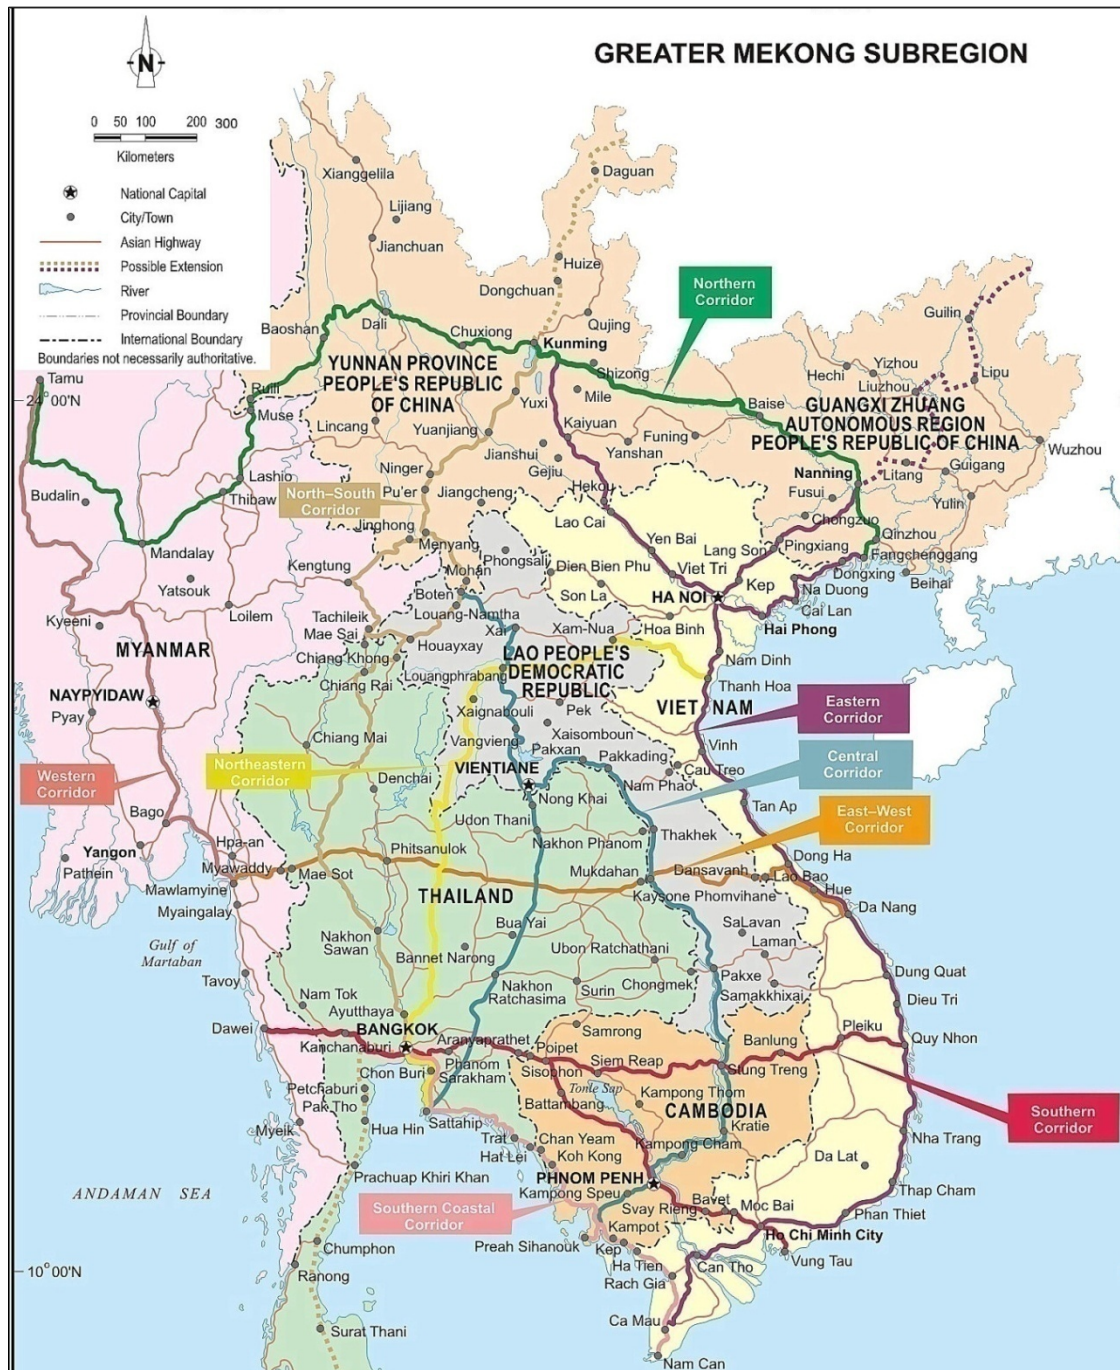 GREATER MEKONG SUBREGION
N
0 50 100 200 300
Kilometers
National Capital
City/Town
Asian Highway
Possible Extension
River
Provincial Boundary
International Boundary
Boundaries not necessarily authoritative.
Daguan
Xianggelila
Lijiang
Jianchuan
Huize
Dongchuan
Northern
Corridor
Guilin
Qujing
Baoshan
Dali
Chuxiong
Kunming
Yizhou
Hechi
Shizong
Liuzhou
Lipu
YUNNAN PROVINCE
PEOPLE'S REPUBLIC
OF CHINA
Tamu
24°00'N
Ruili
Muse
Mile
Baise
GUANGXI ZHUANG
AUTONOMOUS REGION
PEOPLE'S REPUBLIC OF CHINA
Yuxi
Lincang
Yuanjiang
Kaiyuan
Funing
Yanshan
Wuzhou
Jianshui
Gejiu
Nanning
Litang
Guigang
Lashio
Ninger
Budalin
Thibaw
North–South
Corridor
Pu'er
Jiangcheng
Hekou
Fusui
Yulin
Lao Cai
Chongzuo
Jinghong
Menyang
Yen Bai
Lang Son
Pingxiang
Qinzhou
Mandalay
Phongsali
Fangchenggang
Dien Bien Phu
Viet Tri
Kep
Dongxing
Beihai
Kengtung
Mohan
Yatsouk
Boten
Son La
HA NOI
Na Duong
Cai Lan
Loilem
Louang-Namtha
Tachileik
Xai
Xam-Nua
Hoa Binh
Hai Phong
Kyeeni
Mae Sai
MYANMAR
Houayxay
LAO PEOPLE'S
DEMOCRATIC
REPUBLIC
Chiang Khong
Louangphrabang
Nam Dinh
Chiang Rai
Thanh Hoa
NAYPYIDAW
Pyay
Xaignabouli
Pek
VIET NAM
Eastern
Corridor
Chiang Mai
Xaisomboun
Vangvieng
Pakxan
Vinh
Western
Corridor
Northeastern
Corridor
VIENTIANE
Pakkading
Cau Treo
Central
Corridor
Denchai
Nam Phao
Nong Khai
Tan Ap
Bago
Udon Thani
East–West
Corridor
Nakhon Phanom
Thakhek
Hpa-an
Yangon
Phitsanulok
Dong Ha
Pathein
Myawaddy
Mae Sot
Mukdahan
Dansavanh
Lao Bao
Mawlamyine
Hue
THAILAND
Kaysone Phomvihane
Myaingalay
Da Nang
Bua Yai
SaLavan
Nakhon
Sawan
Laman
Gulf of
Martaban
Ubon Ratchathani
Bannet Narong
Tavoy
Pakxe
Dung Quat
Chongmek
Nam Tok
Nakhon
Ratchasima
Surin
Samakkhixai
Dieu Tri
Ayutthaya
Dawei
BANGKOK
Samrong
Pleiku
Kanchanaburi
Aranyaprathet
Banlung
Quy Nhon
Poipet
Phanom
Sarakham
Sisophon
Siem Reap
Stung Treng
Chon Buri
Petchaburi
Tonle Sap
Kampong Thom
Pak Tho
Battambang
CAMBODIA
Southern
Corridor
Myeik
Hua Hin
Sattahip
Kratie
Trat
Chan Yeam
Nha Trang
Hat Lei
Koh Kong
Kampong Cham
Da Lat
Prachuap Khiri Khan
PHNOM PENH
ANDAMAN SEA
Kampong Speu
Bavet
Thap Cham
Southern Coastal
Corridor
Svay Rieng
Moc Bai
Phan Thiet
Kampot
Ho Chi Minh City
Preah Sihanouk
Kep
Chumphon
Ha Tien
Can Tho
Vung Tau
10°00'N
Ranong
Rach Gia
Ca Mau
Surat Thani
Nam Can